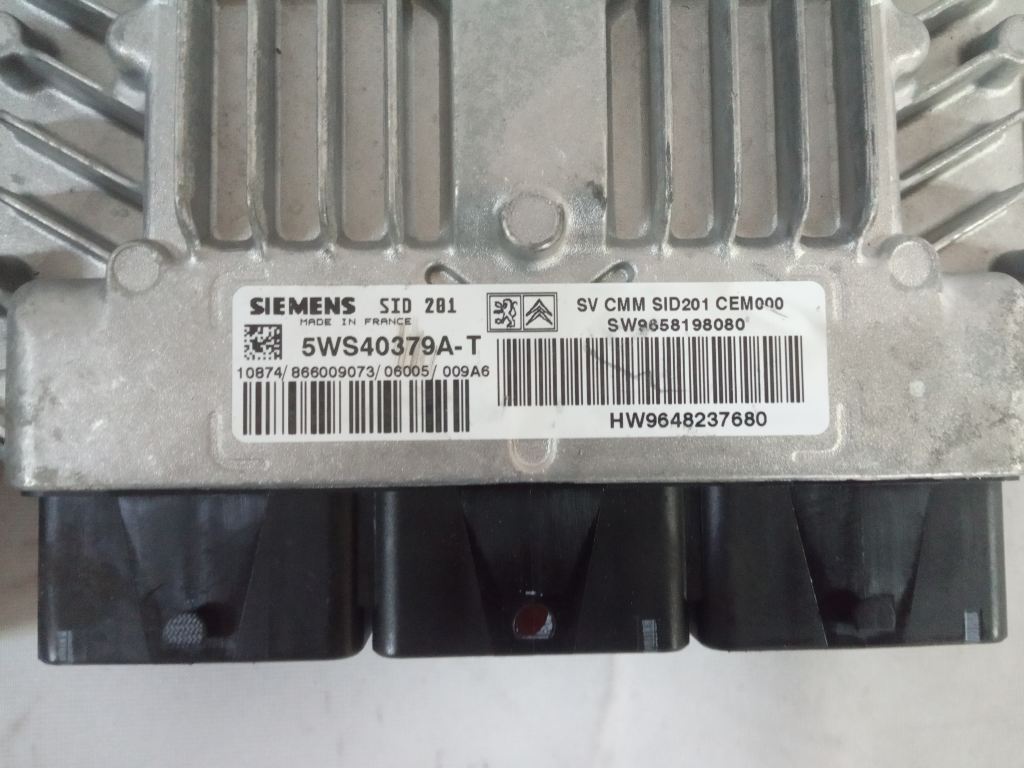 SIEMENS SID 201
MADE IN FRANCE
5WS40379A-T
10874/866009073/06005/009A6
SV CMM SID201 CEM000
SW9658198080
HW9648237680